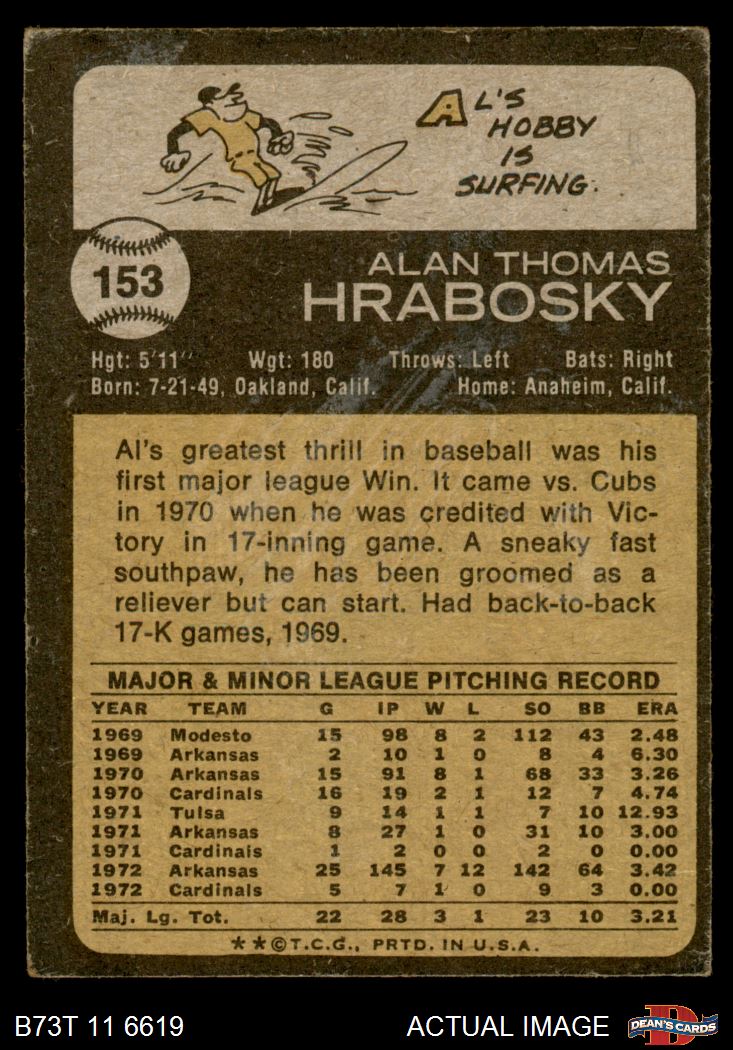 AL'S
HOBBY
IS
SURFING.
153
ALAN THOMAS
HRABOSKY
Hgt: 5'11" Wgt: 180 Throws: Left Bats: Right
Born: 7-21-49, Oakland, Calif. Home: Anaheim, Calif.
Al's greatest thrill in baseball was his
first major league Win. It came vs. Cubs
in 1970 when he was credited with Vic-
tory in 17-inning game. A sneaky fast
southpaw, he has been groomed as a
reliever but can start. Had back-to-back
17-K games, 1969.
MAJOR & MINOR LEAGUE PITCHING RECORD
YEAR TEAM G IP W L SO BB ERA
1969 Modesto 15 98 8 2 112 43 2.48
1969 Arkansas 2 10 1 0 8 4 6.30
1970 Arkansas 15 91 8 1 68 33 3.26
1970 Cardinals 16 19 2 1 12 7 4.74
1971 Tulsa 9 14 1 1 7 10 12.93
1971 Arkansas 8 27 1 0 31 10 3.00
1971 Cardinals 1 2 0 0 2 0 0.00
1972 Arkansas 25 145 7 12 142 64 3.42
1972 Cardinals 5 7 1 0 9 3 0.00
Maj. Lg. Tot. 22 28 3 1 23 10 3.21
**©T.C.G., PRTD. IN U.S.A.
B73T 11 6619 ACTUAL IMAGE DEAN'S CARDS